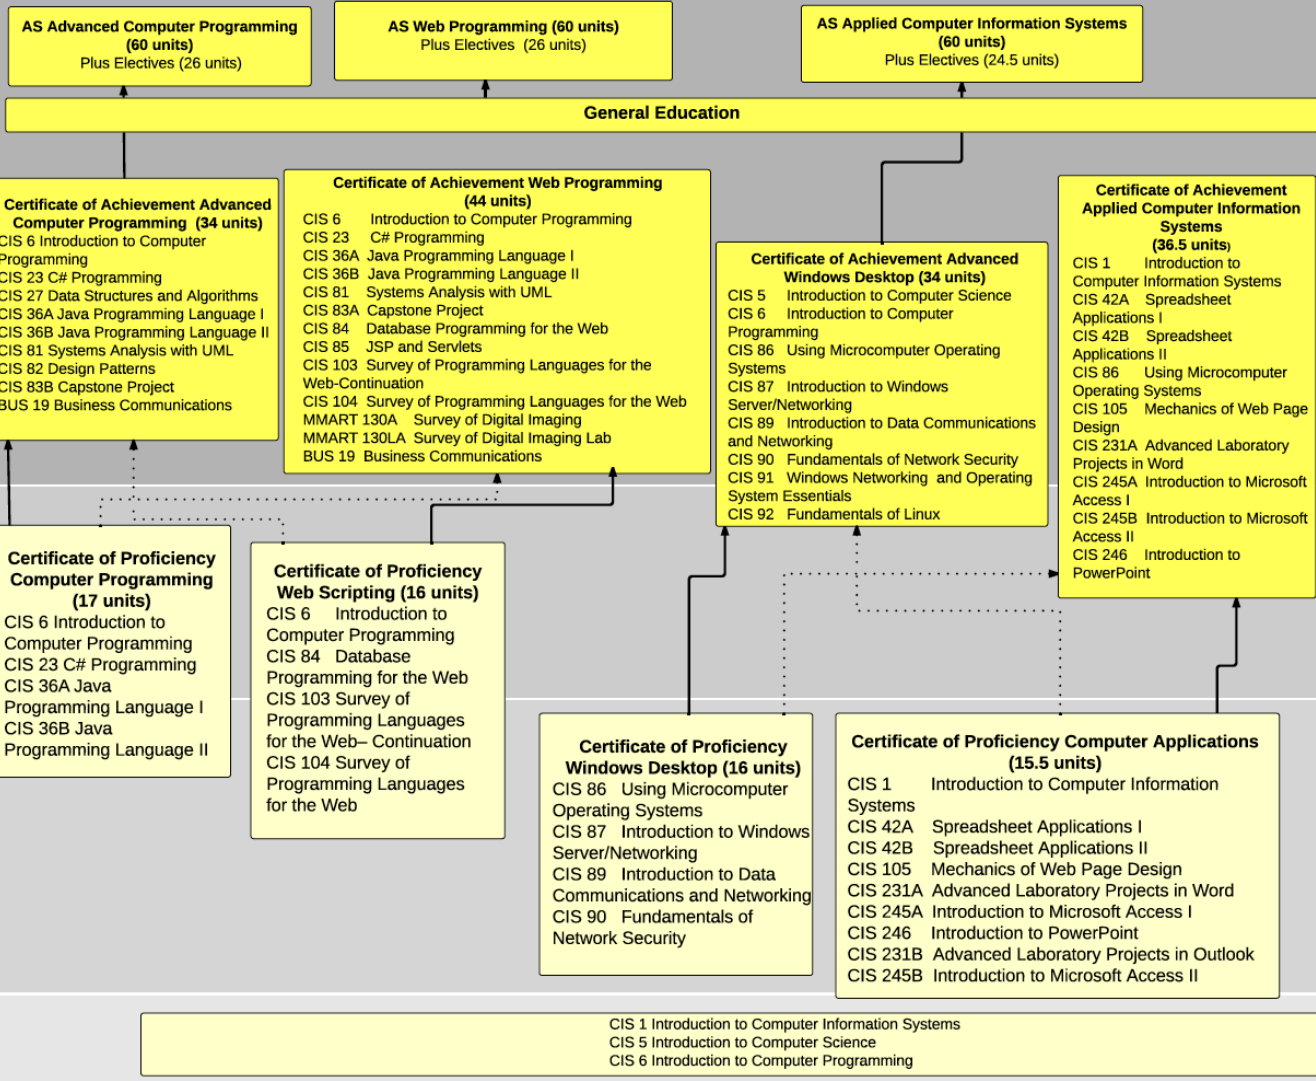 AS Advanced Computer Programming
(60 units)
Plus Electives (26 units)
AS Web Programming (60 units)
Plus Electives (26 units)
AS Applied Computer Information Systems
(60 units)
Plus Electives (24.5 units)
General Education
Certificate of Achievement Advanced
Computer Programming (34 units)
CIS 6 Introduction to Computer
Programming
CIS 23 C# Programming
CIS 27 Data Structures and Algorithms
CIS 36A Java Programming Language I
CIS 36B Java Programming Language II
CIS 81 Systems Analysis with UML
CIS 82 Design Patterns
CIS 83B Capstone Project
BUS 19 Business Communications
Certificate of Achievement Web Programming
(44 units)
CIS 6 Introduction to Computer Programming
CIS 23 C# Programming
CIS 36A Java Programming Language I
CIS 36B Java Programming Language II
CIS 81 Systems Analysis with UML
CIS 83A Capstone Project
CIS 84 Database Programming for the Web
CIS 85 JSP and Servlets
CIS 103 Survey of Programming Languages for the
Web-Continuation
CIS 104 Survey of Programming Languages for the Web
MMART 130A Survey of Digital Imaging
MMART 130LA Survey of Digital Imaging Lab
BUS 19 Business Communications
Certificate of Achievement Advanced
Windows Desktop (34 units)
CIS 5 Introduction to Computer Science
CIS 6 Introduction to Computer
Programming
CIS 86 Using Microcomputer Operating
Systems
CIS 87 Introduction to Windows
Server/Networking
CIS 89 Introduction to Data Communications
and Networking
CIS 90 Fundamentals of Network Security
CIS 91 Windows Networking and Operating
System Essentials
CIS 92 Fundamentals of Linux
Certificate of Achievement
Applied Computer Information
Systems
(36.5 units)
CIS 1 Introduction to
Computer Information Systems
CIS 42A Spreadsheet
Applications I
CIS 42B Spreadsheet
Applications II
CIS 86 Using Microcomputer
Operating Systems
CIS 105 Mechanics of Web Page
Design
CIS 231A Advanced Laboratory
Projects in Word
CIS 245A Introduction to Microsoft
Access I
CIS 245B Introduction to Microsoft
Access II
CIS 246 Introduction to
PowerPoint
Certificate of Proficiency
Computer Programming
(17 units)
CIS 6 Introduction to
Computer Programming
CIS 23 C# Programming
CIS 36A Java
Programming Language I
CIS 36B Java
Programming Language II
Certificate of Proficiency
Web Scripting (16 units)
CIS 6 Introduction to
Computer Programming
CIS 84 Database
Programming for the Web
CIS 103 Survey of
Programming Languages
for the Web– Continuation
CIS 104 Survey of
Programming Languages
for the Web
Certificate of Proficiency
Windows Desktop (16 units)
CIS 86 Using Microcomputer
Operating Systems
CIS 87 Introduction to Windows
Server/Networking
CIS 89 Introduction to Data
Communications and Networking
CIS 90 Fundamentals of
Network Security
Certificate of Proficiency Computer Applications
(15.5 units)
CIS 1 Introduction to Computer Information
Systems
CIS 42A Spreadsheet Applications I
CIS 42B Spreadsheet Applications II
CIS 105 Mechanics of Web Page Design
CIS 231A Advanced Laboratory Projects in Word
CIS 245A Introduction to Microsoft Access I
CIS 246 Introduction to PowerPoint
CIS 231B Advanced Laboratory Projects in Outlook
CIS 245B Introduction to Microsoft Access II
CIS 1 Introduction to Computer Information Systems
CIS 5 Introduction to Computer Science
CIS 6 Introduction to Computer Programming